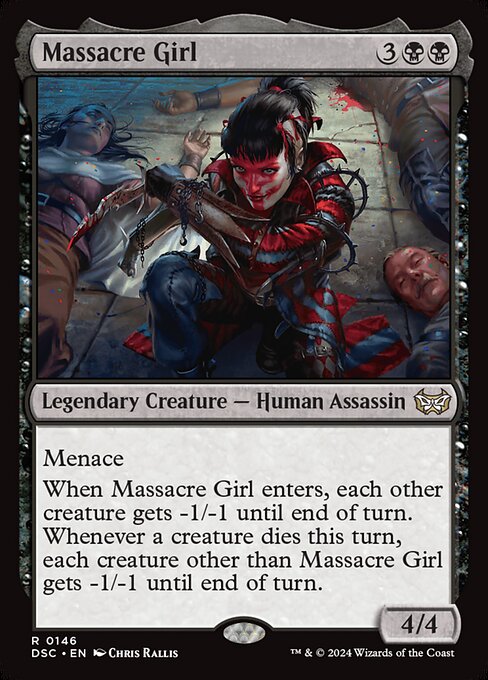 Massacre Girl 3
Legendary Creature — Human Assassin
Menace
When Massacre Girl enters, each other
creature gets -1/-1 until end of turn.
Whenever a creature dies this turn,
each creature other than Massacre Girl
gets -1/-1 until end of turn.
4/4
R 0146
DSC • EN Chris Rallis ™ & © 2024 Wizards of the Coast